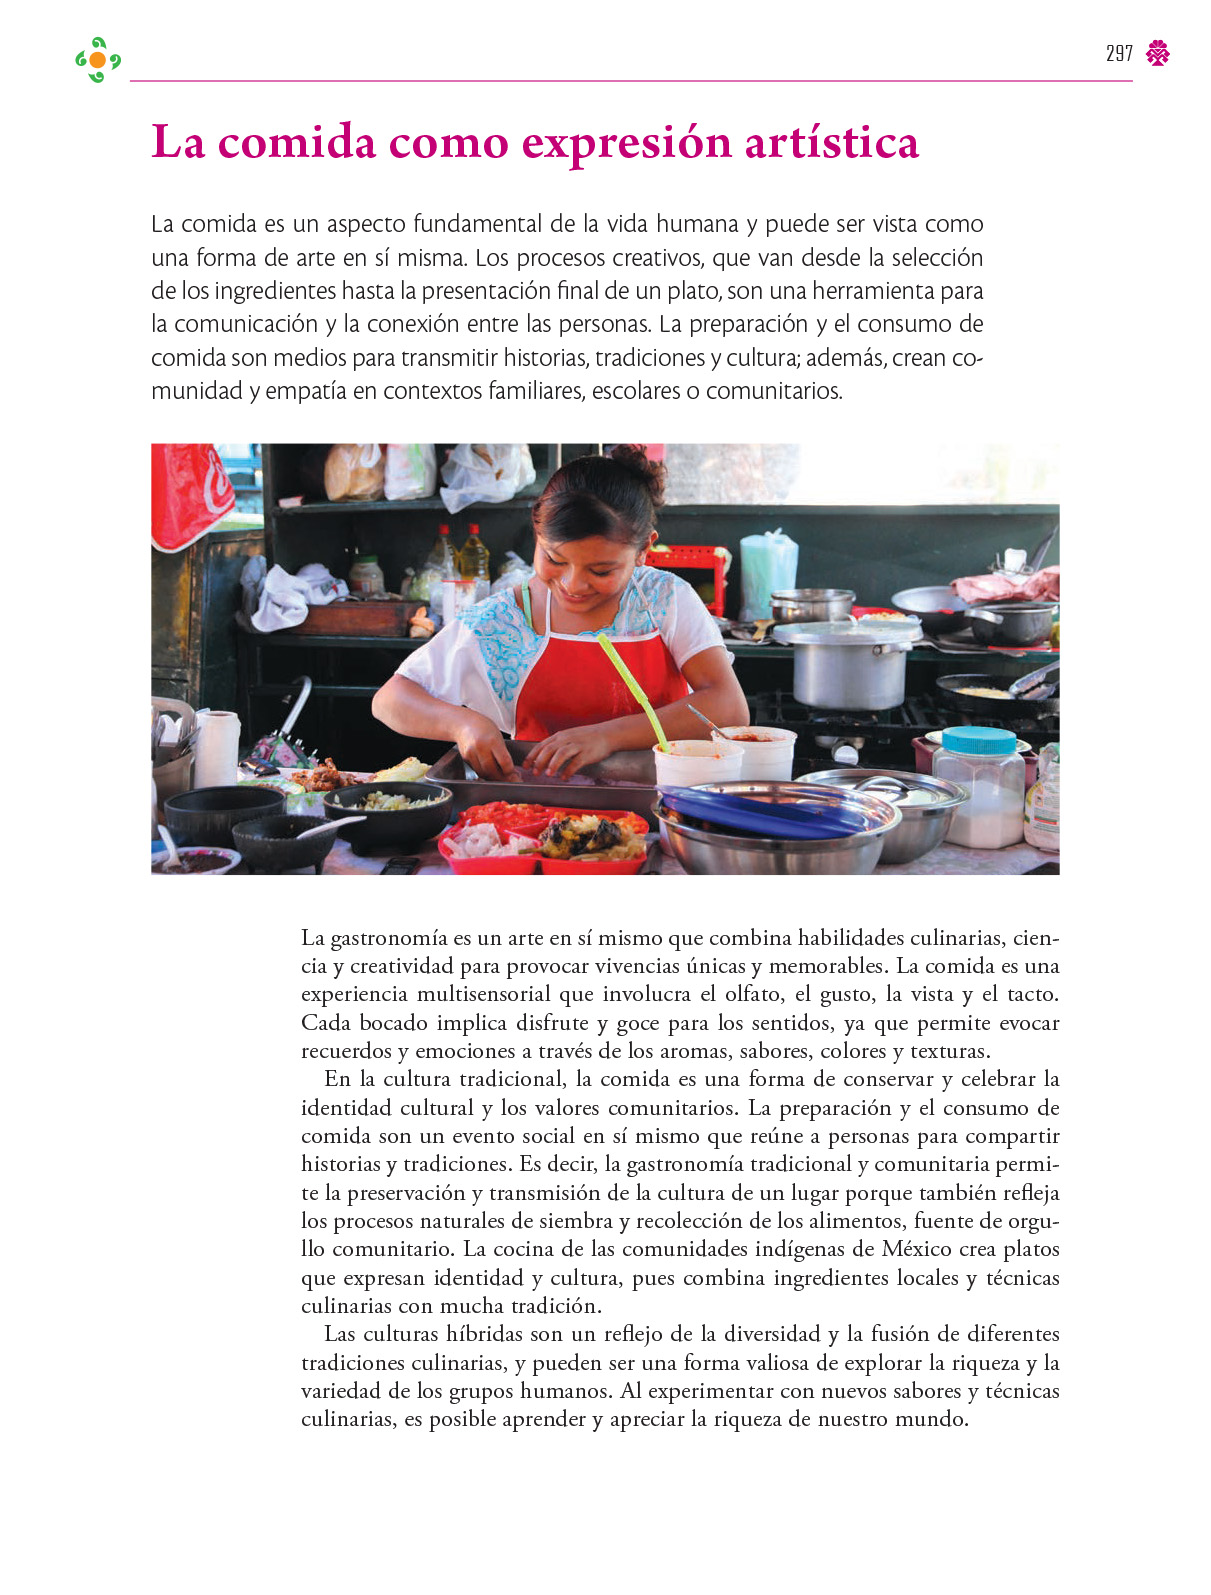 297
La comida como expresión artística
La comida es un aspecto fundamental de la vida humana y puede ser vista como
una forma de arte en sí misma. Los procesos creativos, que van desde la selección
de los ingredientes hasta la presentación final de un plato, son una herramienta para
la comunicación y la conexión entre las personas. La preparación y el consumo de
comida son medios para transmitir historias, tradiciones y cultura; además, crean co-
munidad y empatía en contextos familiares, escolares o comunitarios.
La gastronomía es un arte en sí mismo que combina habilidades culinarias, cien-
cia y creatividad para provocar vivencias únicas y memorables. La comida es una
experiencia multisensorial que involucra el olfato, el gusto, la vista y el tacto.
Cada bocado implica disfrute y goce para los sentidos, ya que permite evocar
recuerdos y emociones a través de los aromas, sabores, colores y texturas.
En la cultura tradicional, la comida es una forma de conservar y celebrar la
identidad cultural y los valores comunitarios. La preparación y el consumo de
comida son un evento social en sí mismo que reúne a personas para compartir
historias y tradiciones. Es decir, la gastronomía tradicional y comunitaria permi-
te la preservación y transmisión de la cultura de un lugar porque también refleja
los procesos naturales de siembra y recolección de los alimentos, fuente de orgu-
llo comunitario. La cocina de las comunidades indígenas de México crea platos
que expresan identidad y cultura, pues combina ingredientes locales y técnicas
culinarias con mucha tradición.
Las culturas híbridas son un reflejo de la diversidad y la fusión de diferentes
tradiciones culinarias, y pueden ser una forma valiosa de explorar la riqueza y la
variedad de los grupos humanos. Al experimentar con nuevos sabores y técnicas
culinarias, es posible aprender y apreciar la riqueza de nuestro mundo.